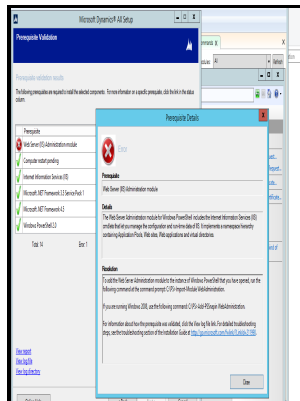 Microsoft Dynamics® AX Setup
Prerequisite Validation
Prerequisite validation results
The following prerequisites are required to install the selected components. For more information on a specific prerequisite, click the link in the status
column.
Prerequisite
Web Server (IIS) Administration module
Computer restart pending
Internet Information Services (IIS)
Microsoft .NET Framework 3.5 Service Pack 1
Microsoft .NET Framework 4.5
Windows PowerShell 3.0
Total: 14 Error: 1
View report
View log file
View log directory
Prerequisite Details
Error
Prerequisite
Web Server (IIS) Administration module
Details
The Web Server Administration module for Windows PowerShell includes the Internet Information Services (IIS)
cmdlets that let you manage the configuration and run-time data of IIS. It implements a namespace hierarchy
containing Application Pools, Web sites, Web applications and virtual directories.
Resolution
To add the Web Server Administration module to the instance of Windows PowerShell that you have opened, run the
following command at the command prompt: C:\PS>Import-Module WebAdministration.
If you are running Windows 2008, use the following command: C:\PS>Add-PSSnapin WebAdministration.
For information about how the prerequisite was validated, click the View log file link. For detailed troubleshooting
steps, see the troubleshooting section of the Installation Guide at
Close
All
Refresh